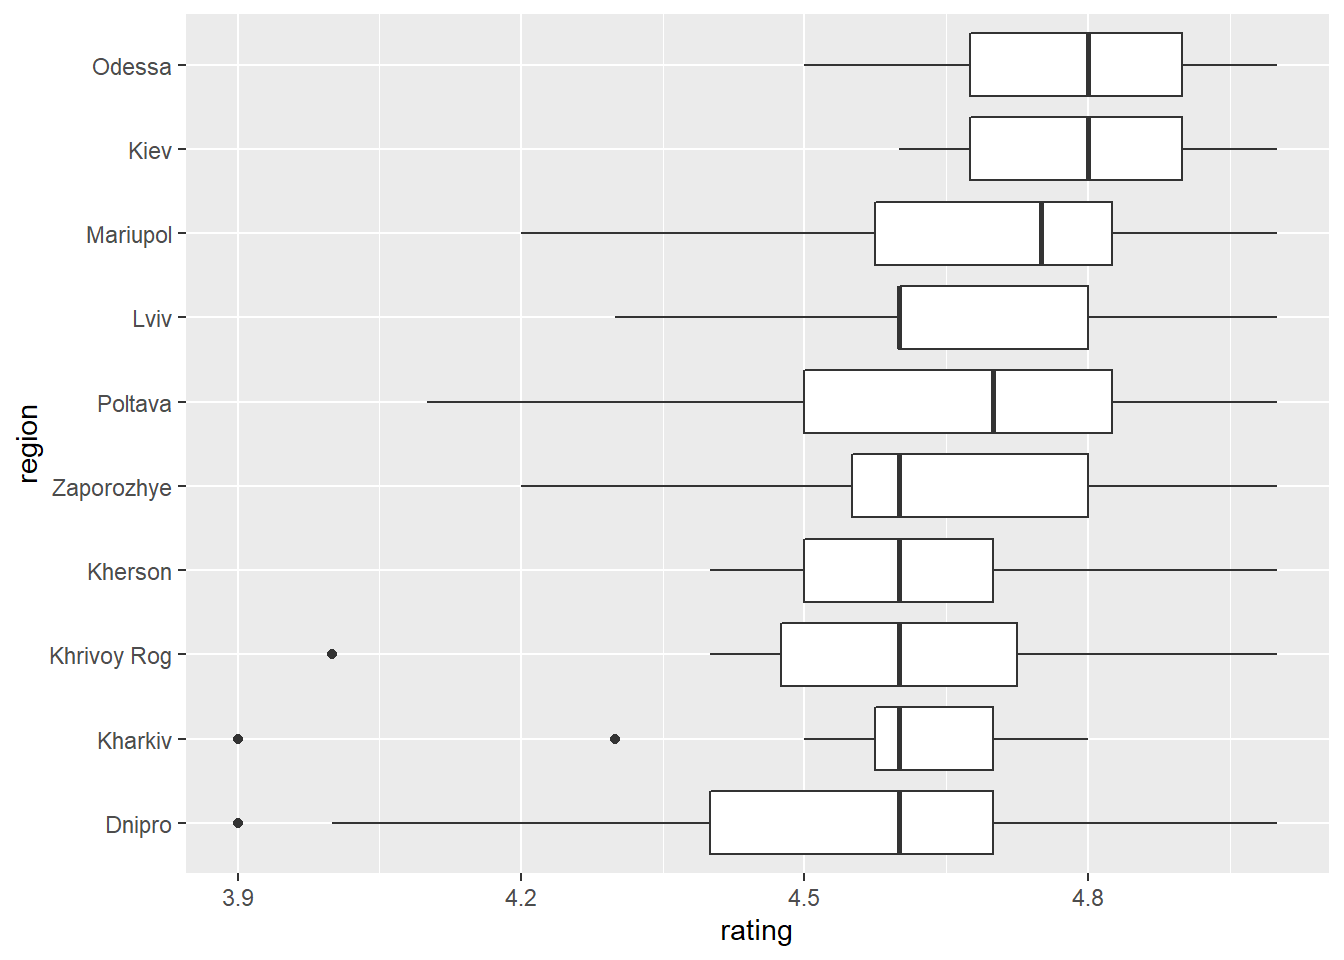 Odessa
Kiev
Mariupol
Lviv
Poltava
Zaporozhye
Kherson
Khrivoy Rog
Kharkiv
Dnipro
region
3.9 4.2 4.5 4.8
rating